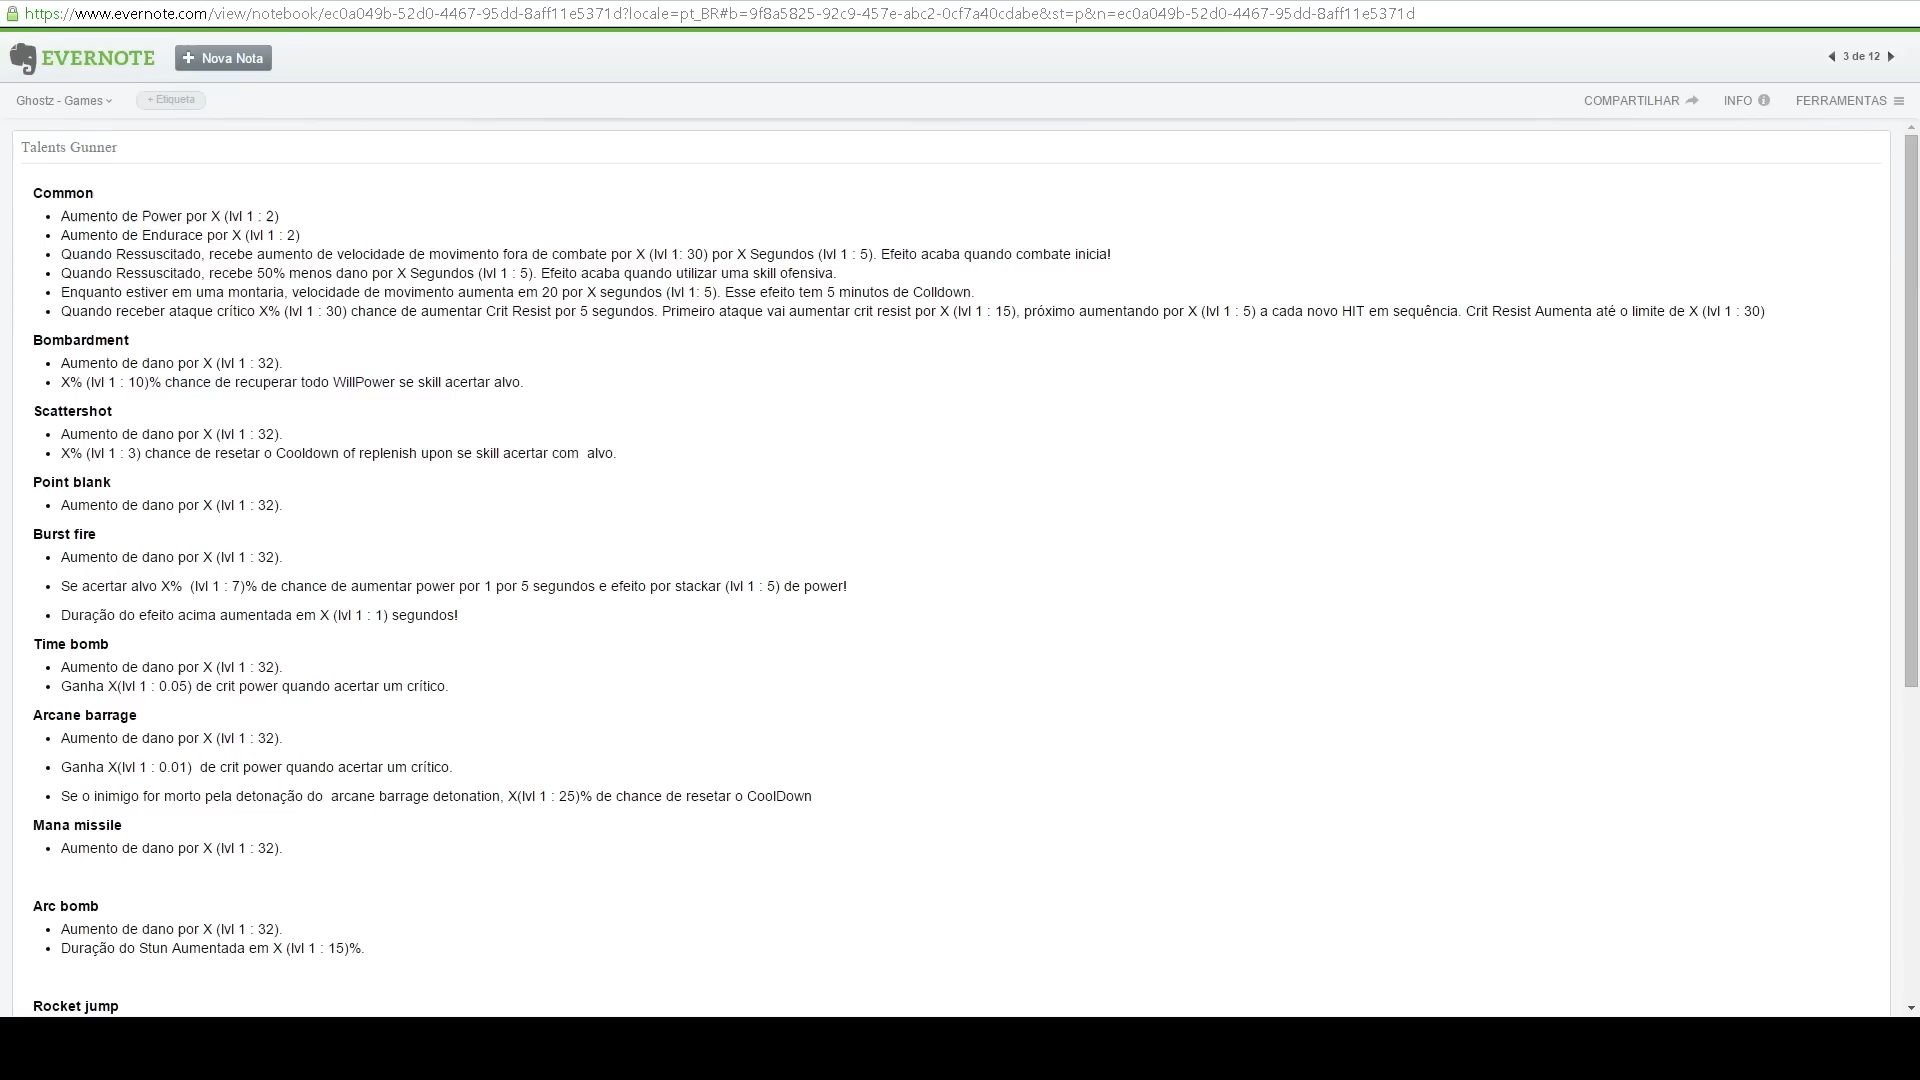 https://www.evernote.com/view/notebook/ec0a049b-52d0-4467-95dd-8aff11e5371d?locale=pt_BR#b=9f8a5825-92c9-457e-abc2-0cf7a40cdabe&st=p&n=ec0a049b-52d0-4467-95dd-8aff11e5371d
EVERNOTE + Nova Nota 3 de 12
Ghostz - Games + Etiqueta COMPARTILHAR INFO FERRAMENTAS
Talents Gunner
Common
• Aumento de Power por X (lvl 1 : 2)
• Aumento de Endurace por X (lvl 1 : 2)
• Quando Ressuscitado, recebe aumento de velocidade de movimento fora de combate por X (lvl 1: 30) por X Segundos (lvl 1 : 5). Efeito acaba quando combate inicia!
• Quando Ressuscitado, recebe 50% menos dano por X Segundos (lvl 1 : 5). Efeito acaba quando utilizar uma skill ofensiva.
• Enquanto estiver em uma montaria, velocidade de movimento aumenta em 20 por X segundos (lvl 1: 5). Esse efeito tem 5 minutos de Colldown.
• Quando receber ataque crítico X% (lvl 1 : 30) chance de aumentar Crit Resist por 5 segundos. Primeiro ataque vai aumentar crit resist por X (lvl 1 : 15), próximo aumentando por X (lvl 1 : 5) a cada novo HIT em sequência. Crit Resist Aumenta até o limite de X (lvl 1 : 30)
Bombardment
• Aumento de dano por X (lvl 1 : 32).
• X% (lvl 1 : 10)% chance de recuperar todo WillPower se skill acertar alvo.
Scattershot
• Aumento de dano por X (lvl 1 : 32).
• X% (lvl 1 : 3) chance de resetar o Cooldown of replenish upon se skill acertar com  alvo.
Point blank
• Aumento de dano por X (lvl 1 : 32).
Burst fire
• Aumento de dano por X (lvl 1 : 32).
• Se acertar alvo X%  (lvl 1 : 7)% de chance de aumentar power por 1 por 5 segundos e efeito por stackar (lvl 1 : 5) de power!
• Duração do efeito acima aumentada em X (lvl 1 : 1) segundos!
Time bomb
• Aumento de dano por X (lvl 1 : 32).
• Ganha X(lvl 1 : 0.05) de crit power quando acertar um crítico.
Arcane barrage
• Aumento de dano por X (lvl 1 : 32).
• Ganha X(lvl 1 : 0.01)  de crit power quando acertar um crítico.
• Se o inimigo for morto pela detonação do  arcane barrage detonation, X(lvl 1 : 25)% de chance de resetar o CoolDown
Mana missile
• Aumento de dano por X (lvl 1 : 32).
Arc bomb
• Aumento de dano por X (lvl 1 : 32).
• Duração do Stun Aumentada em X (lvl 1 : 15)%.
Rocket jump